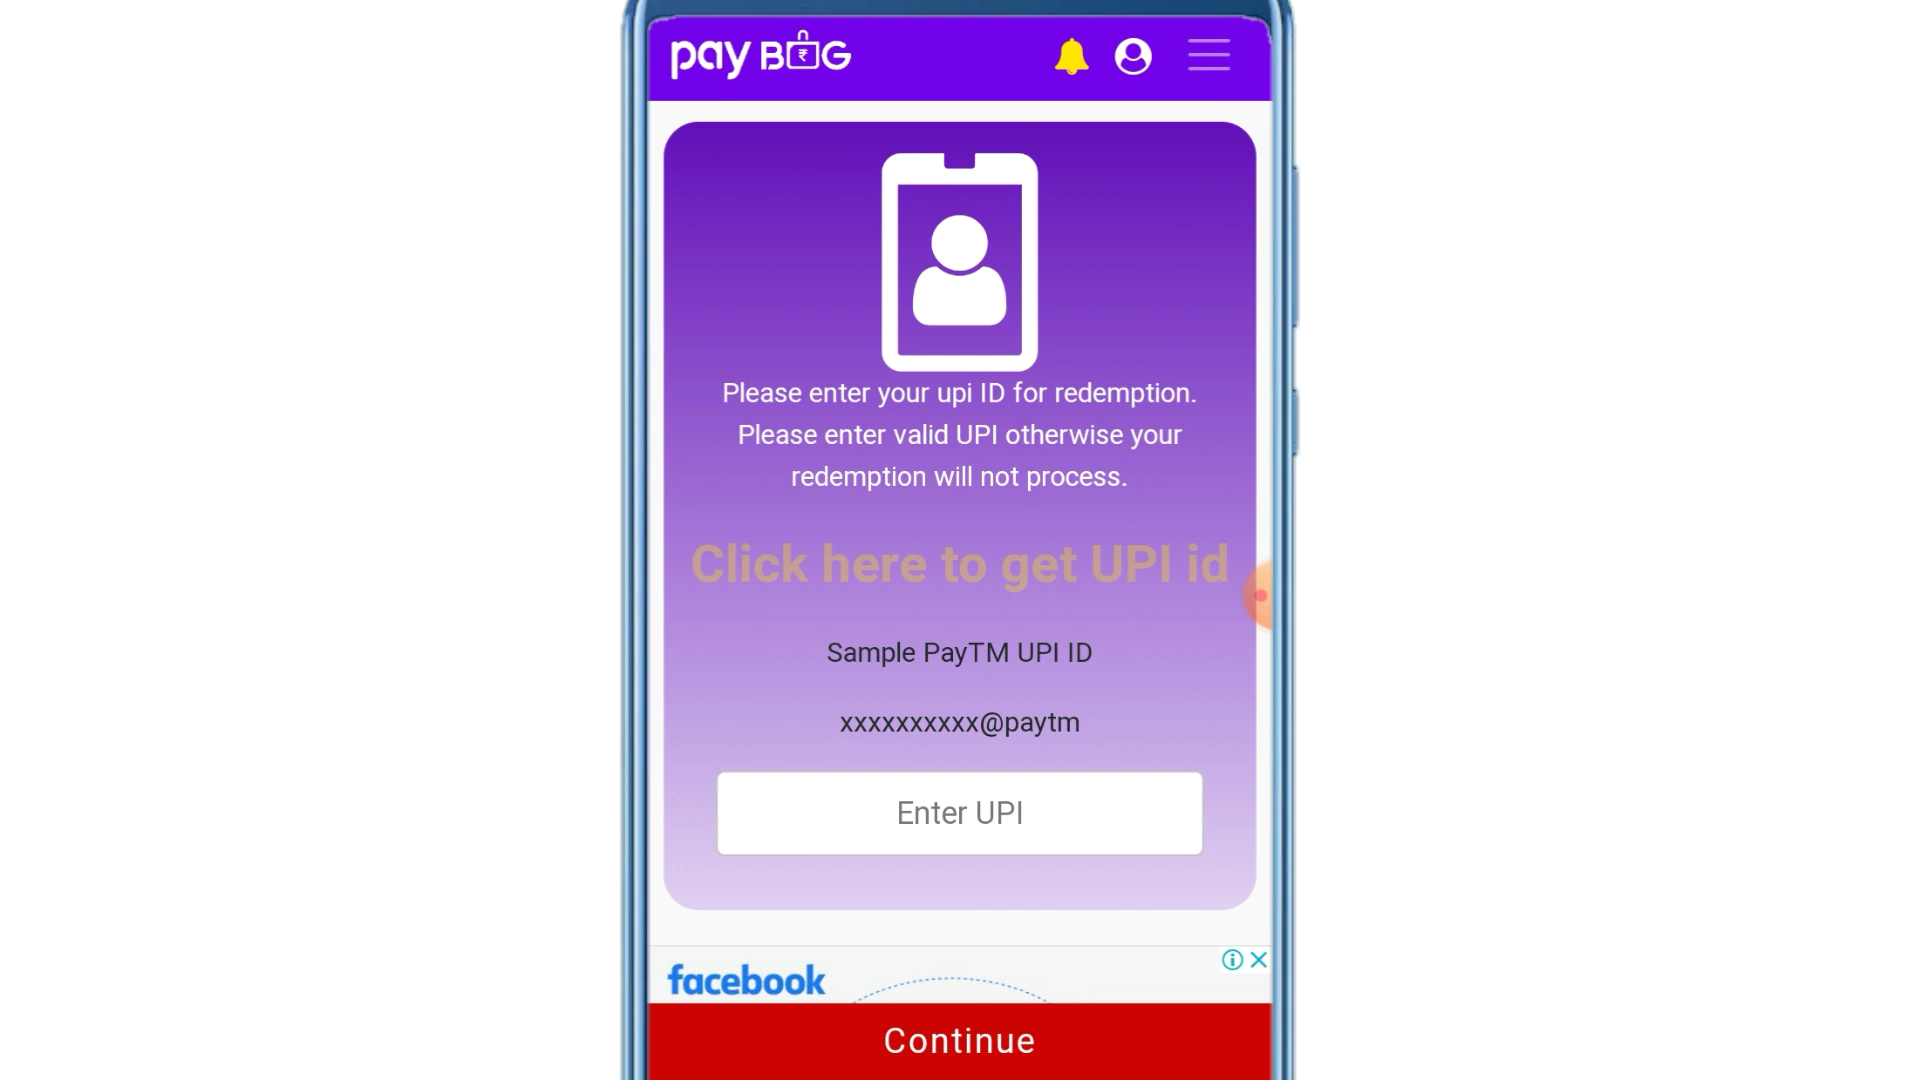 pay BAG
Please enter your upi ID for redemption.
Please enter valid UPI otherwise your
redemption will not process.
Click here to get UPI id
Sample PayTM UPI ID
xxxxxxxxxx@paytm
Enter UPI
facebook
Continue